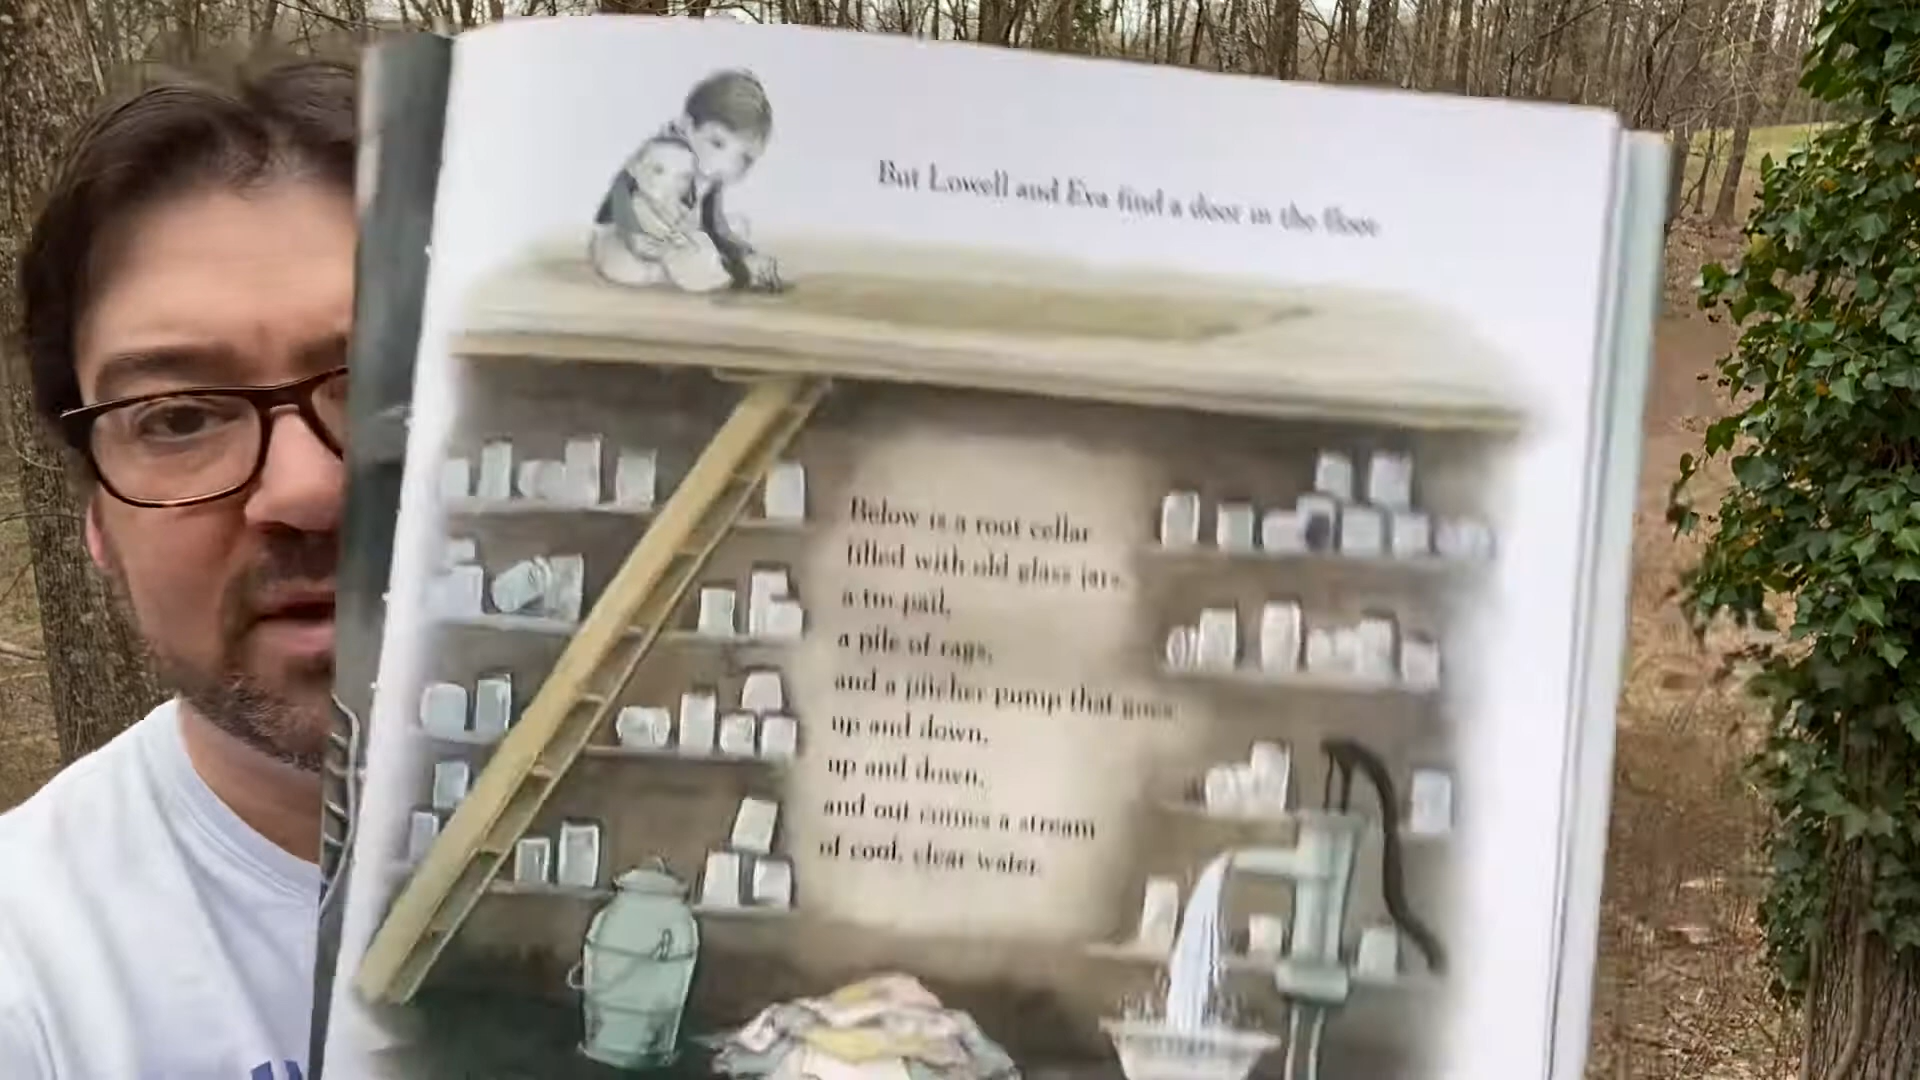 But Lowell and Eva find a door in the floor.
Below is a root cellar
filled with old glass jars,
a tin pail,
a pile of rags,
and a pitcher pump that goes
up and down,
up and down,
and out comes a stream
of cool, clear water.